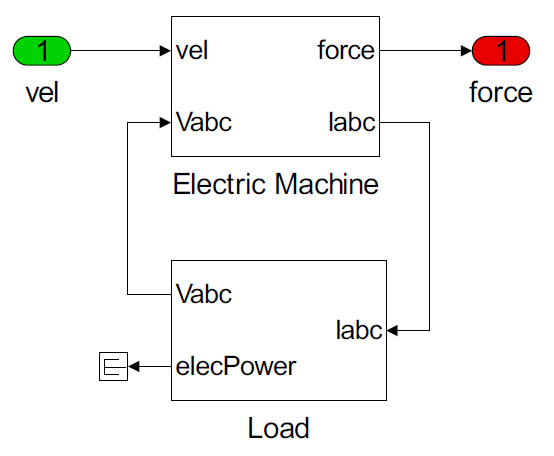 1
vel
vel
force
1
force
Vabc
Iabc
Electric Machine
Vabc
Iabc
elecPower
Load